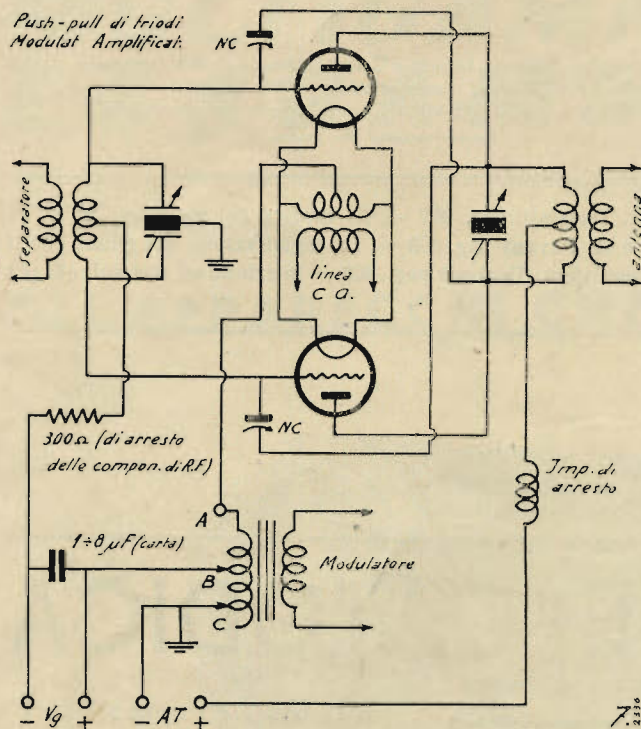 Push-pull di triodi
Modulat Amplificat.
NC
separatore
linea
C a.
antenna
NC
300Ω (di arresto
delle compon. di R.F)
Imp. di
arresto
A
1÷8 μF (carta)
Modulatore
B
C
- Vg + - AT +